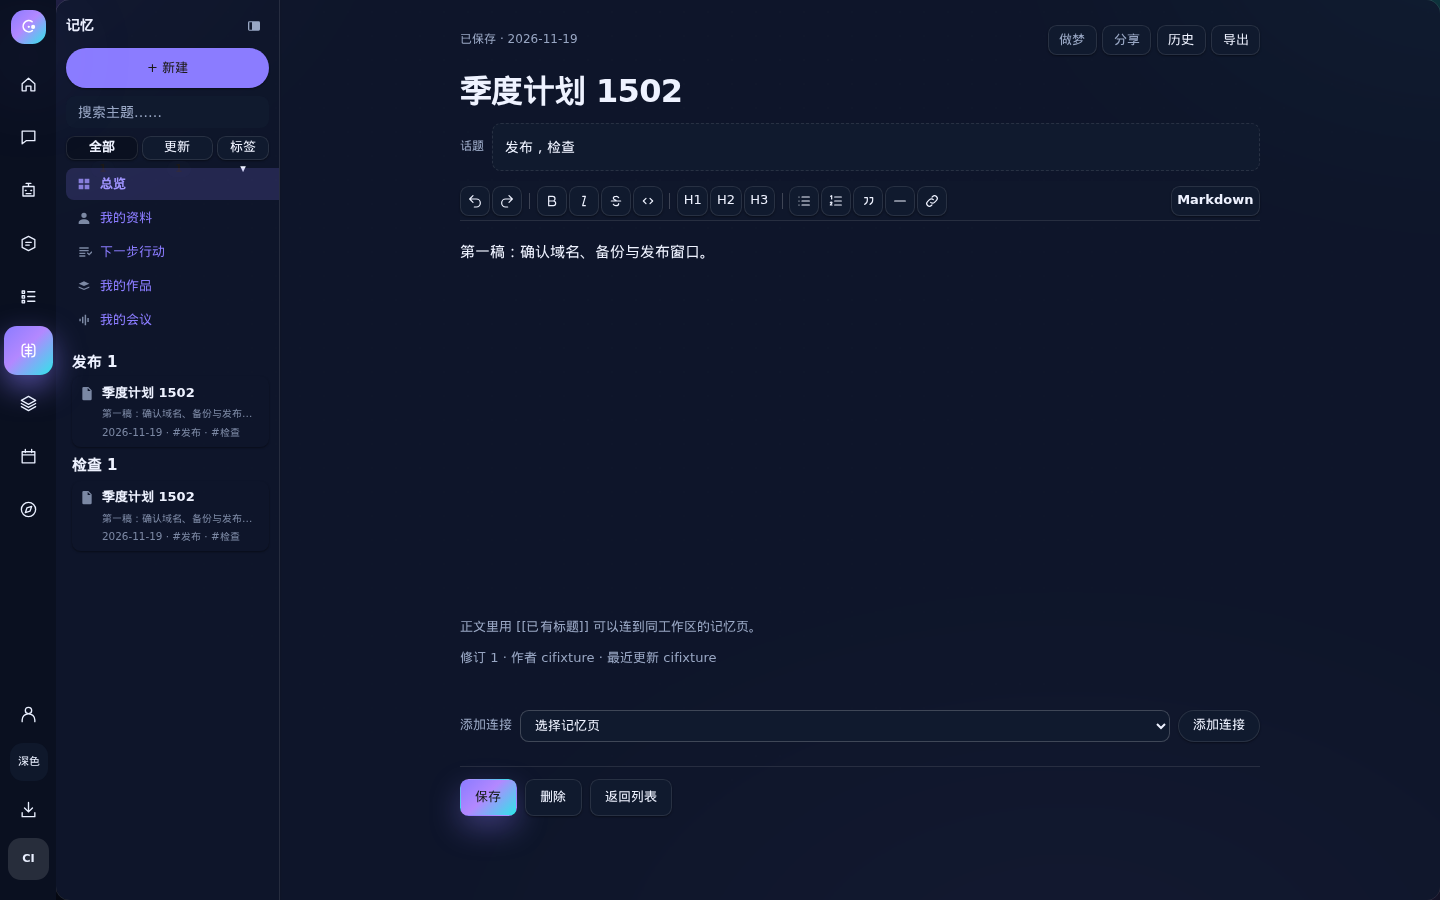 记忆
+ 新建
搜索主题......
全部 更新 标签
总览
我的资料
下一步行动
我的作品
我的会议
发布 1
季度计划 1502
第一稿：确认域名、备份与发布...
2026-11-19 · #发布 · #检查
检查 1
季度计划 1502
第一稿：确认域名、备份与发布...
2026-11-19 · #发布 · #检查
深色
CI
已保存 · 2026-11-19
做梦 分享 历史 导出
季度计划 1502
话题 发布，检查
B I S H1 H2 H3 Markdown
第一稿：确认域名、备份与发布窗口。
正文里用 [[已有标题]] 可以连到同工作区的记忆页。
修订 1 · 作者 cifixture · 最近更新 cifixture
添加连接 选择记忆页 添加连接
保存 删除 返回列表